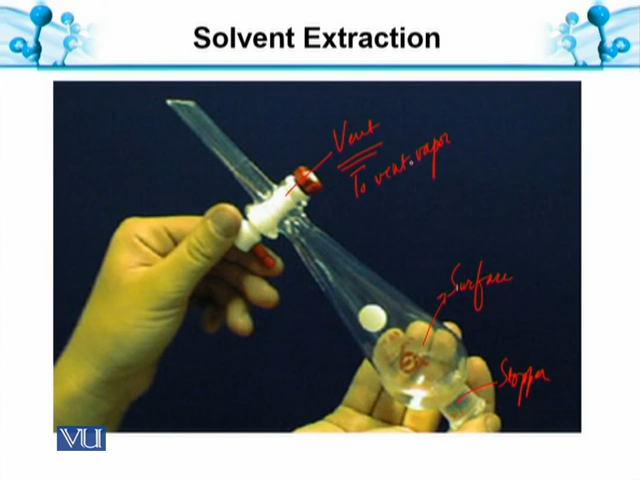 Solvent Extraction
Vent
To vent vapor
Surface
Stopper
VU